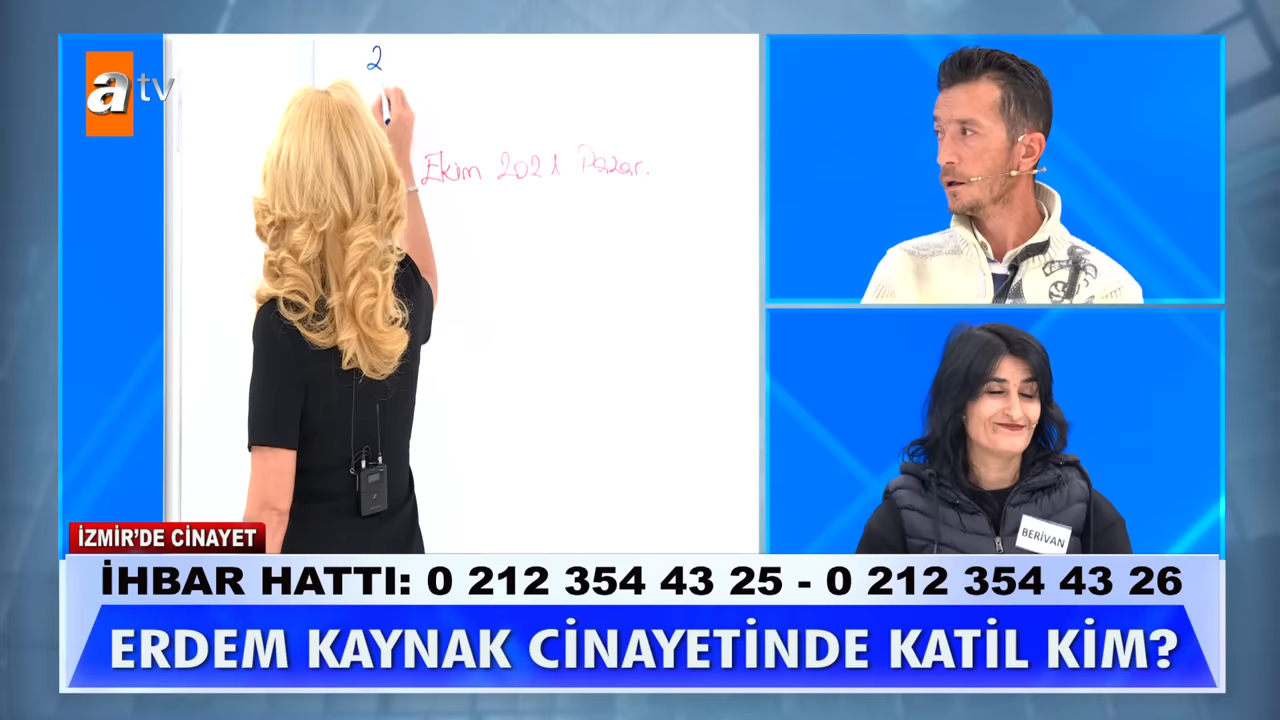 a tv
2
Ekim 2021 Pazar.
BERİVAN
İZMİR'DE CİNAYET
İHBAR HATTI: 0 212 354 43 25 - 0 212 354 43 26
ERDEM KAYNAK CİNAYETİNDE KATİL KİM?